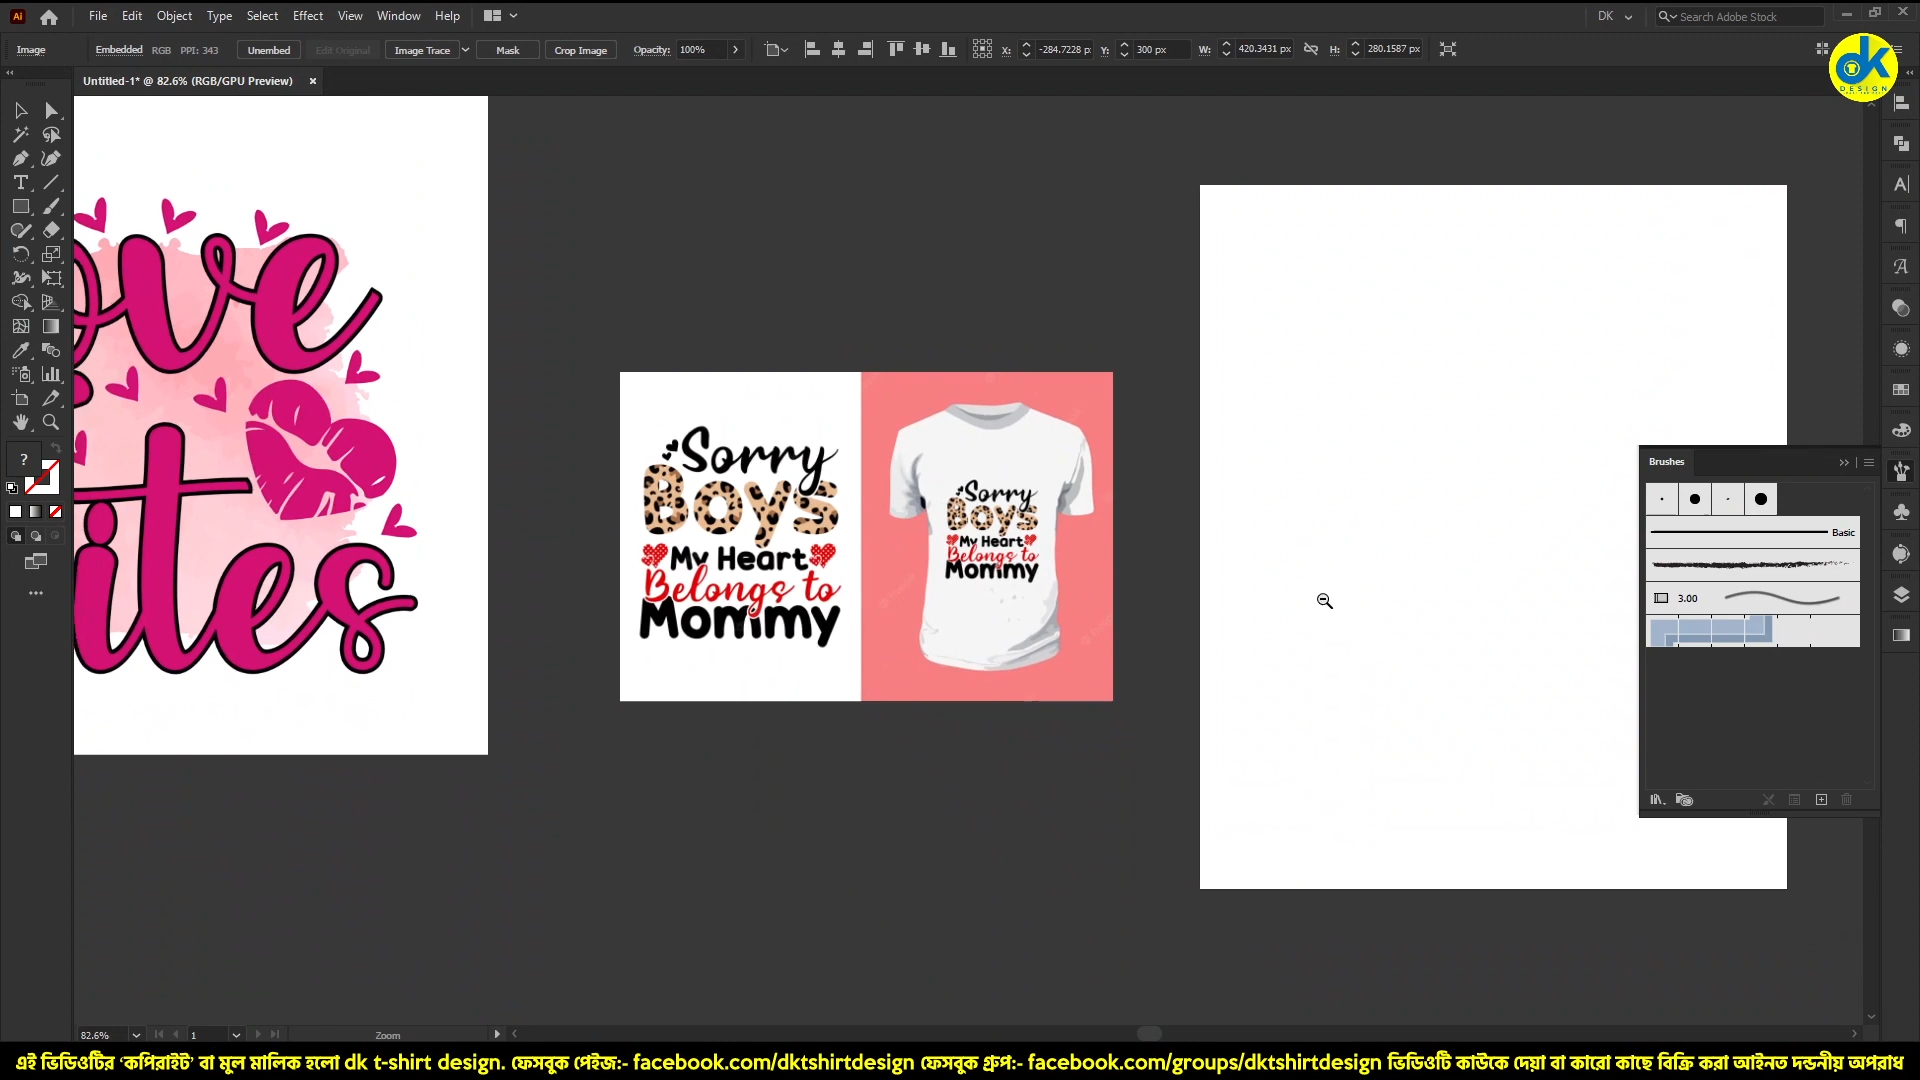 Ai File Edit Object Type Select Effect View Window Help DK Search Adobe Stock
Image Embedded RGB PPI: 343 Unembed Edit Original Image Trace Mask Crop Image Opacity: 100% X: -284.7228 p Y: 300 px W: 420.3431 px H: 280.1587 px
dk
DESIGN
Untitled-1* @ 82.6% (RGB/GPU Preview)
ove
ites
Sorry
Boys
My Heart
Belongs to
Mommy
Sorry
Boys
My Heart
Belongs to
Mommy
Brushes
Basic
3.00
?
82.6% 1 Zoom
এই ভিডিওটির ‘কপিরাইট’ বা মুল মালিক হলো dk t-shirt design. ফেসবুক পেইজ:- facebook.com/dktshirtdesign ফেসবুক গ্রুপ:- facebook.com/groups/dktshirtdesign ভিডিওটি কাউকে দেয়া বা কারো কাছে বিক্রি করা আইনত দন্ডনীয় অপরাধ